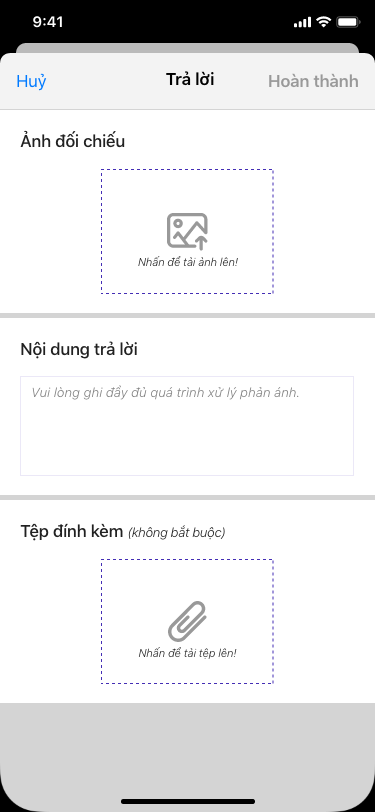 9:41
Huỷ
Trả lời
Hoàn thành
Ảnh đối chiếu
Nhấn để tải ảnh lên!
Nội dung trả lời
Vui lòng ghi đầy đủ quá trình xử lý phản ánh.
Tệp đính kèm (không bắt buộc)
Nhấn để tải tệp lên!